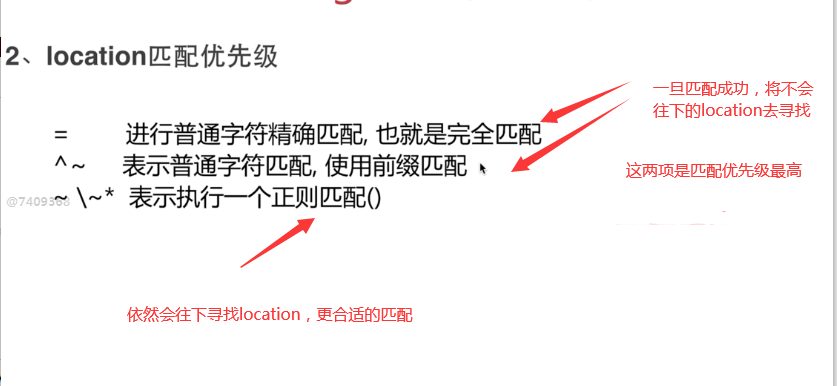 2、location匹配优先级
一旦匹配成功，将不会
往下的location去寻找
= 进行普通字符精确匹配, 也就是完全匹配
^~ 表示普通字符匹配, 使用前缀匹配
这两项是匹配优先级最高
~ \~* 表示执行一个正则匹配()
@7409368
依然会往下寻找location，更合适的匹配